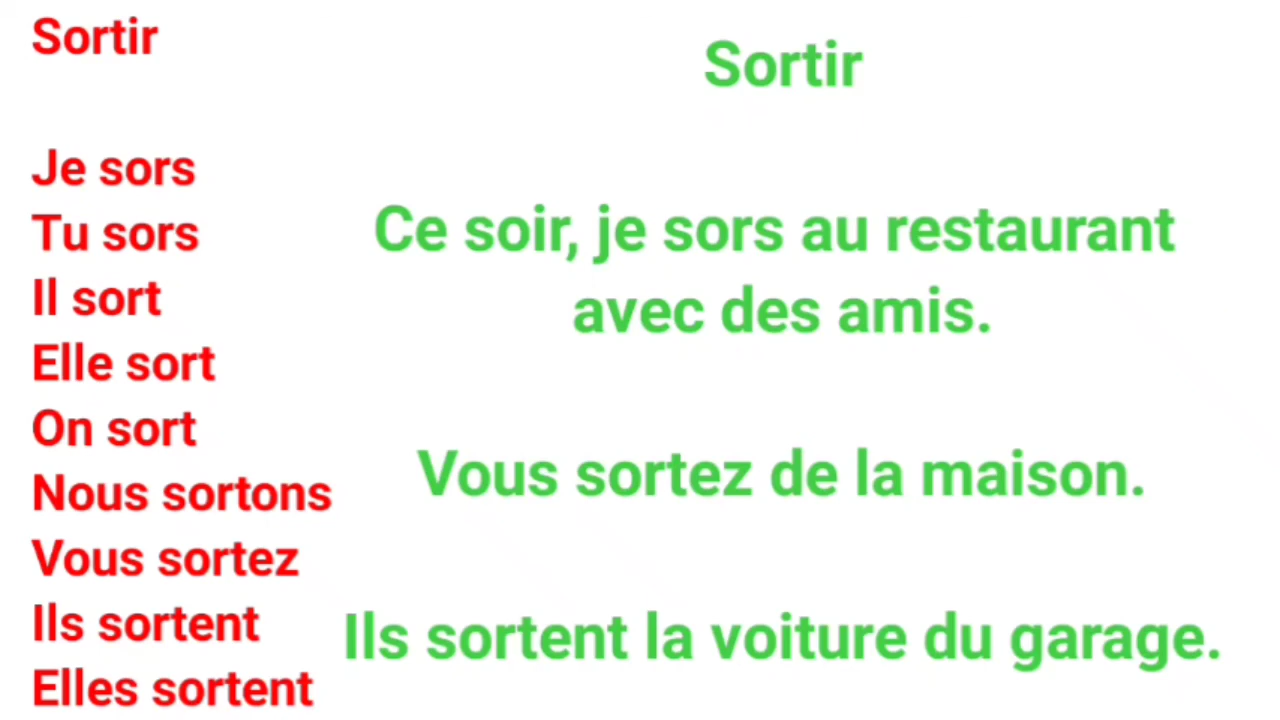 Sortir
Je sors
Tu sors
Il sort
Elle sort
On sort
Nous sortons
Vous sortez
Ils sortent
Elles sortent
Sortir
Ce soir, je sors au restaurant
avec des amis.
Vous sortez de la maison.
Ils sortent la voiture du garage.